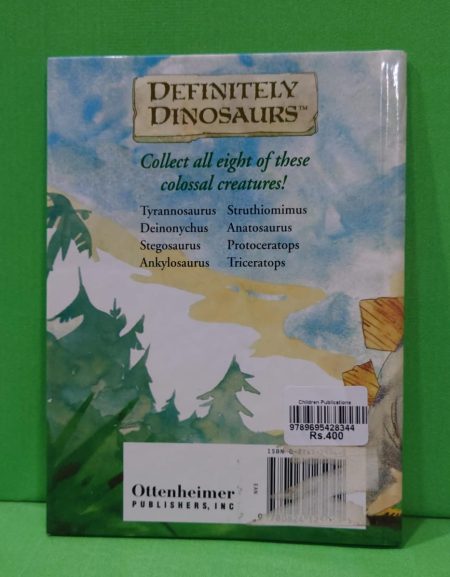 DEFINITELY
DINOSAURS™
Collect all eight of these
colossal creatures!
Tyrannosaurus Struthiomimus
Deinonychus Anatosaurus
Stegosaurus Protoceratops
Ankylosaurus Triceratops
Children Publications
9789695428344
Rs.400
Ottenheimer
PUBLISHERS, INC